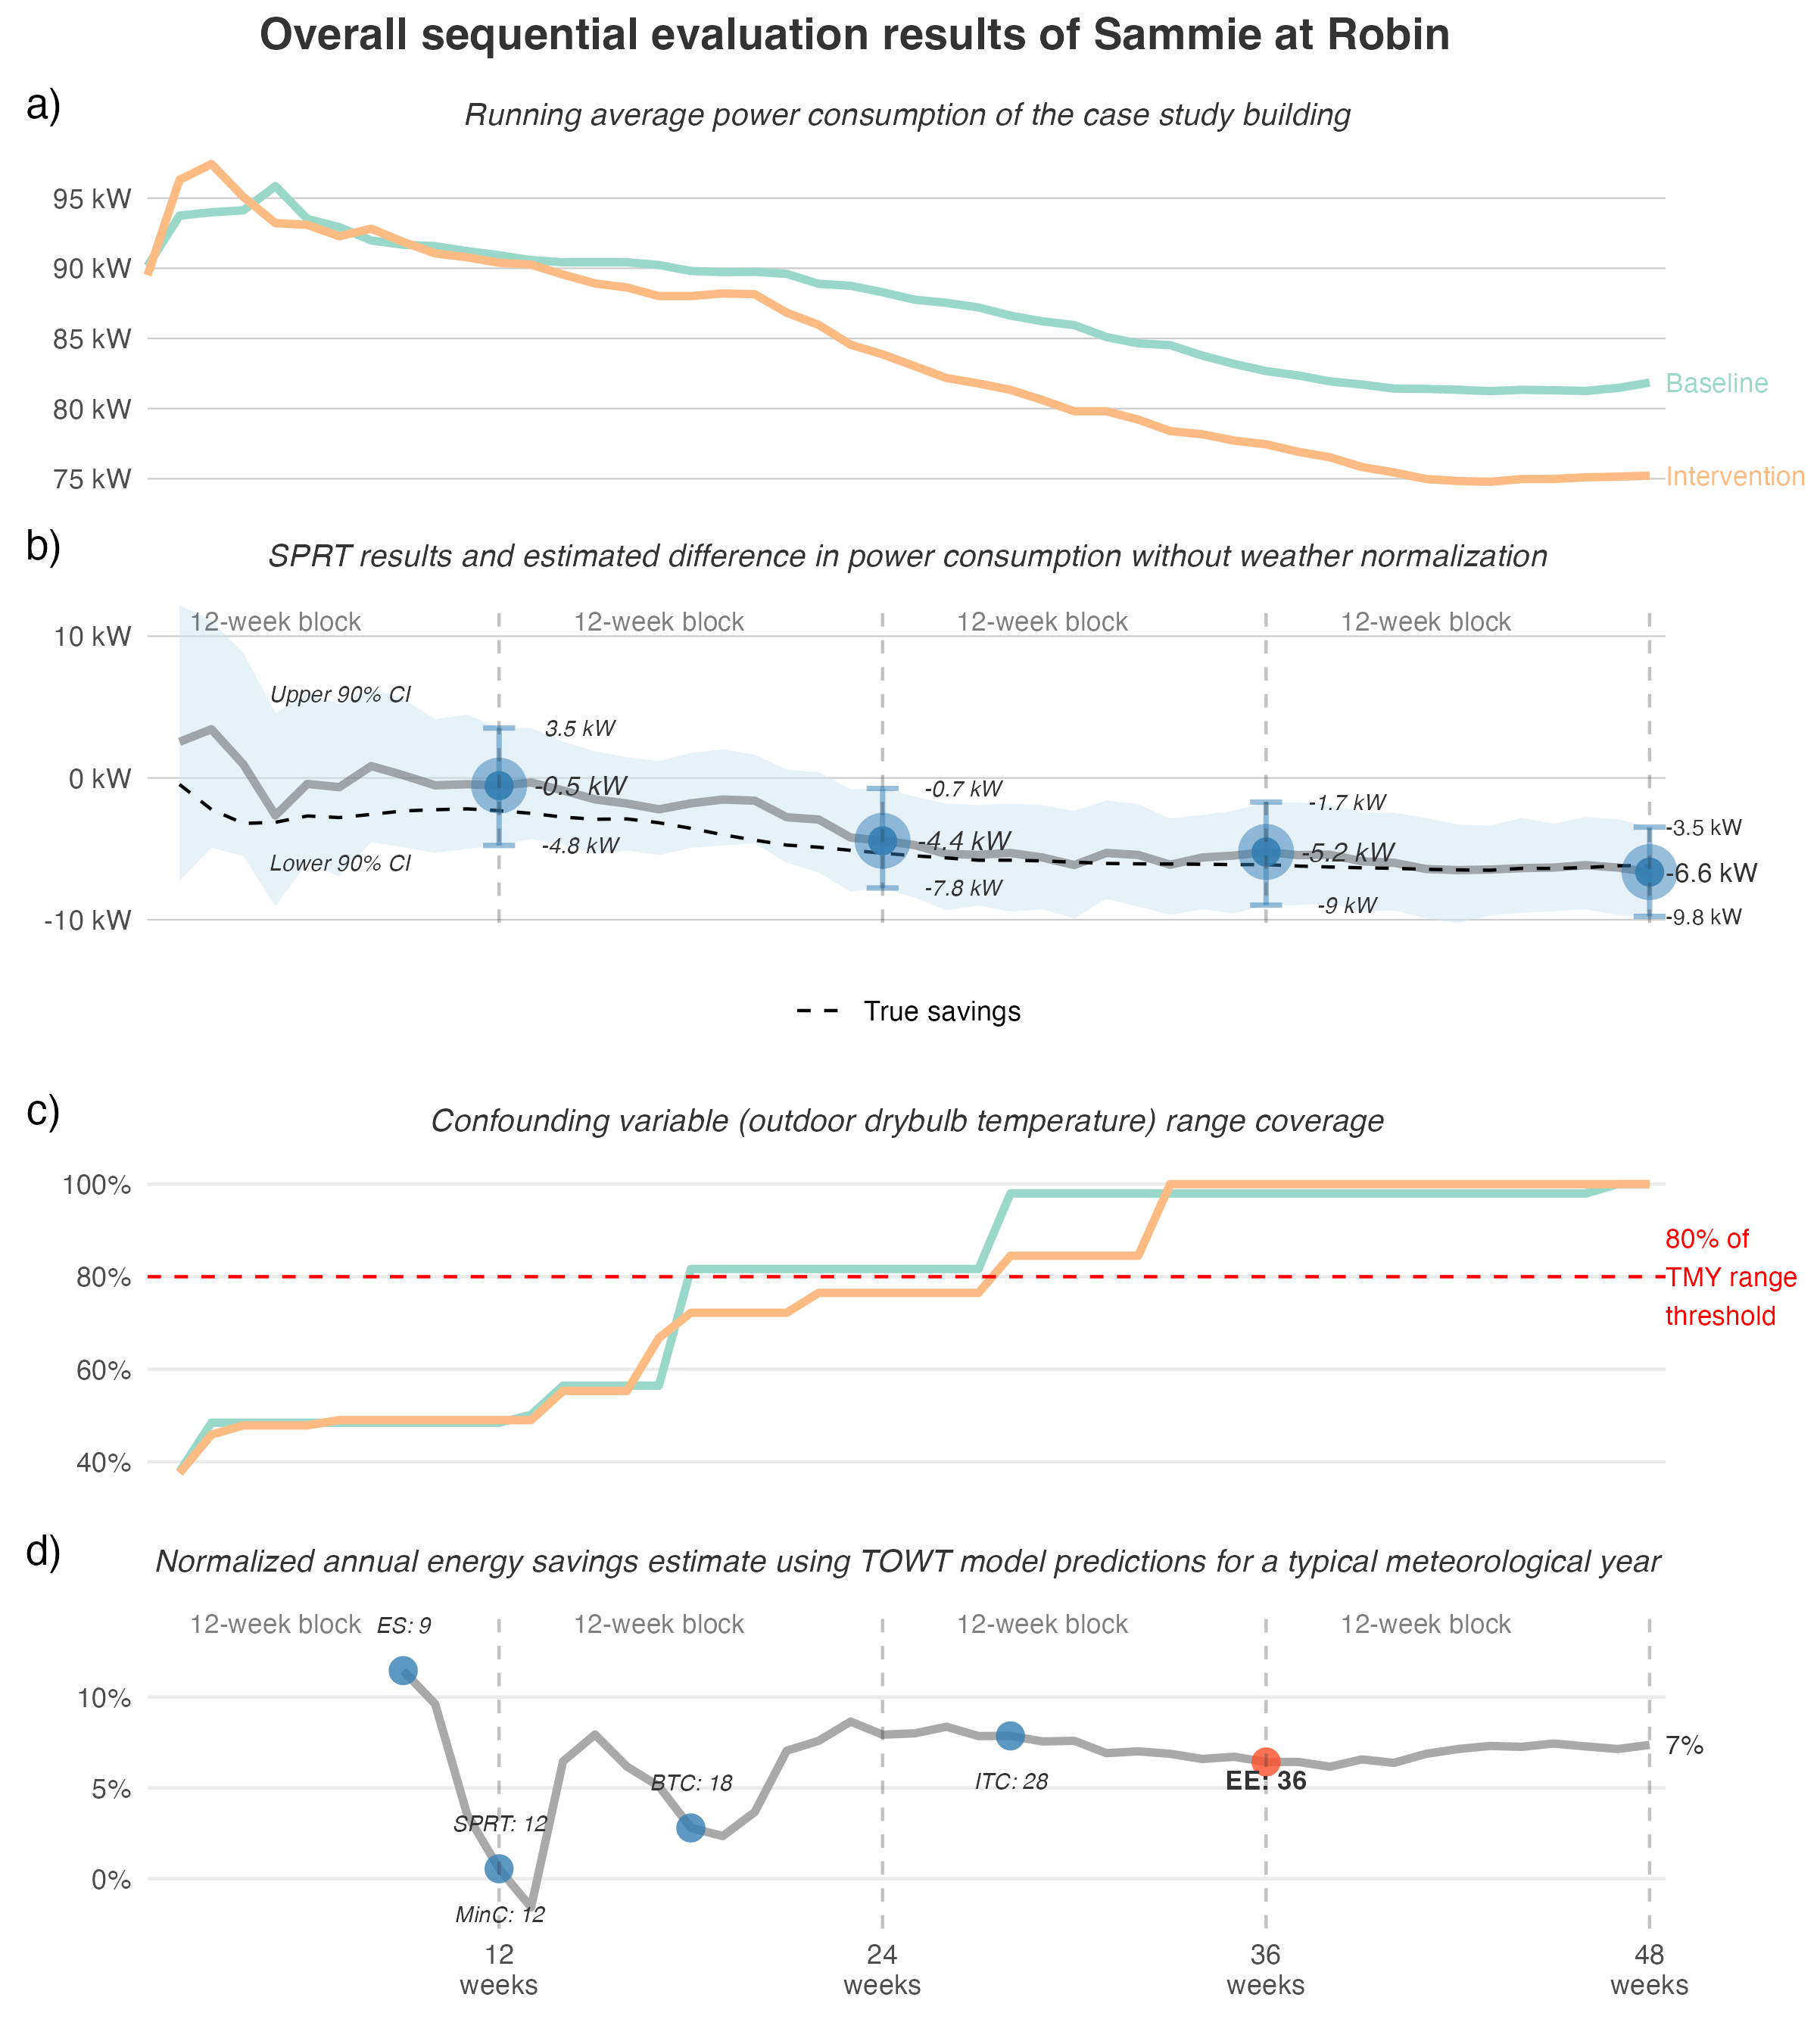 Overall sequential evaluation results of Sammie at Robin
a)
Running average power consumption of the case study building
95 kW
90 kW
85 kW
80 kW
75 kW
Baseline
Intervention
b)
SPRT results and estimated difference in power consumption without weather normalization
12-week block
12-week block
12-week block
12-week block
10 kW
0 kW
-10 kW
Upper 90% CI
Lower 90% CI
3.5 kW
-0.5 kW
-4.8 kW
-0.7 kW
-4.4 kW
-7.8 kW
-1.7 kW
-5.2 kW
-9 kW
-3.5 kW
-6.6 kW
-9.8 kW
True savings
c)
Confounding variable (outdoor drybulb temperature) range coverage
100%
80%
60%
40%
80% of
TMY range
threshold
d)
Normalized annual energy savings estimate using TOWT model predictions for a typical meteorological year
12-week block
12-week block
12-week block
12-week block
ES: 9
10%
5%
0%
SPRT: 12
MinC: 12
BTC: 18
ITC: 28
EE: 36
7%
12
weeks
24
weeks
36
weeks
48
weeks